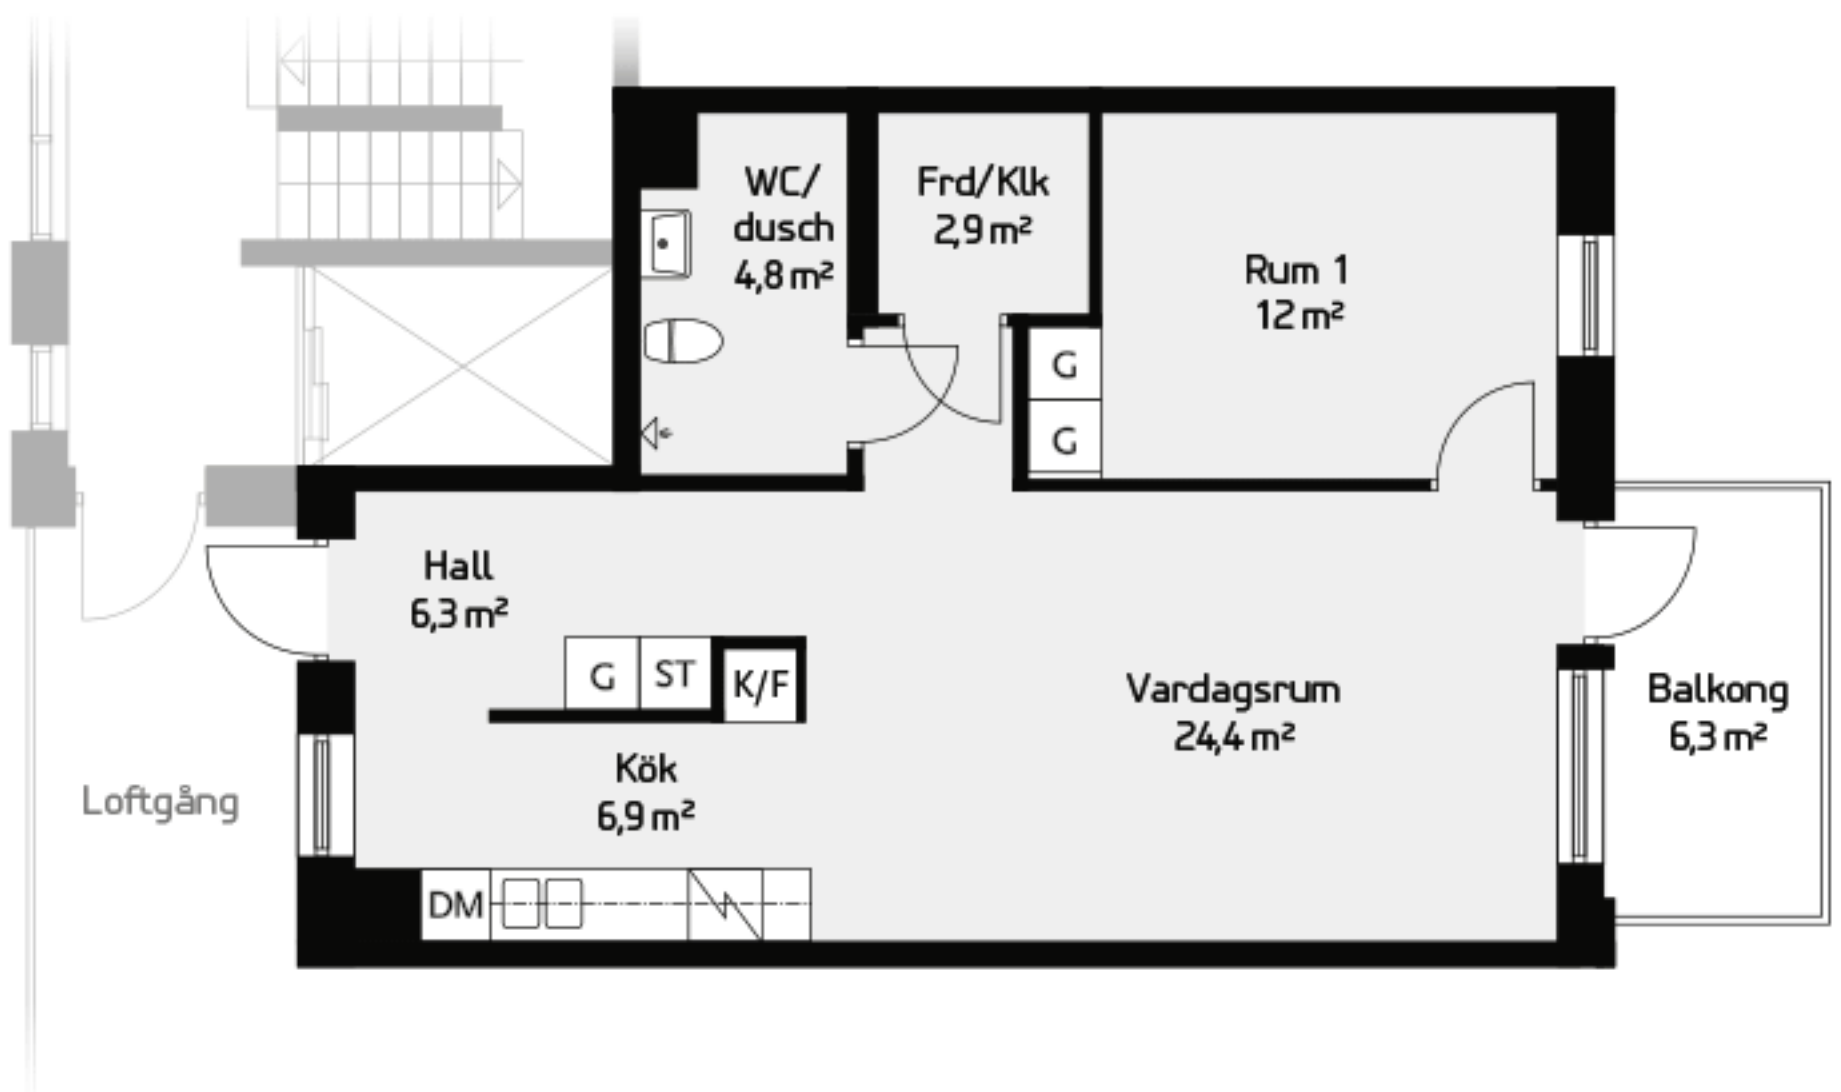 WC/
dusch
4,8 m²
Frd/Klk
2,9 m²
Rum 1
12 m²
G
G
Hall
6,3 m²
G
ST
K/F
Vardagsrum
24,4 m²
Balkong
6,3 m²
Kök
6,9 m²
Loftgång
DM